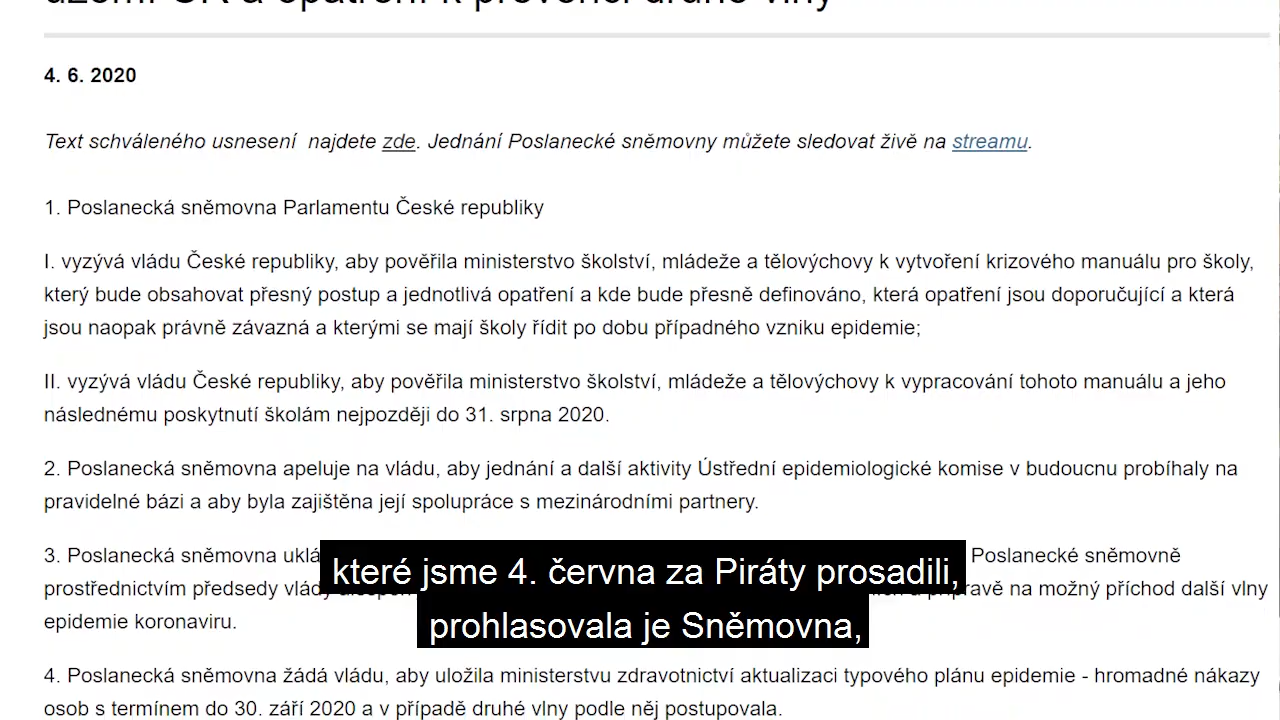 území ČR a opatření k prevenci druhé vlny
4. 6. 2020
Text schváleného usnesení najdete zde. Jednání Poslanecké sněmovny můžete sledovat živě na streamu.
1. Poslanecká sněmovna Parlamentu České republiky
I. vyzývá vládu České republiky, aby pověřila ministerstvo školství, mládeže a tělovýchovy k vytvoření krizového manuálu pro školy,
který bude obsahovat přesný postup a jednotlivá opatření a kde bude přesně definováno, která opatření jsou doporučující a která
jsou naopak právně závazná a kterými se mají školy řídit po dobu případného vzniku epidemie;
II. vyzývá vládu České republiky, aby pověřila ministerstvo školství, mládeže a tělovýchovy k vypracování tohoto manuálu a jeho
následnému poskytnutí školám nejpozději do 31. srpna 2020.
2. Poslanecká sněmovna apeluje na vládu, aby jednání a další aktivity Ústřední epidemiologické komise v budoucnu probíhaly na
pravidelné bázi a aby byla zajištěna její spolupráce s mezinárodními partnery.
3. Poslanecká sněmovna Poslanecké sněmovně
které jsme 4. června za Piráty prosadili,
prostřednictvím předsedy vlády na možný příchod další vlny
prohlasovala je Sněmovna,
epidemie koronaviru.
4. Poslanecká sněmovna žádá vládu, aby uložila ministerstvu zdravotnictví aktualizaci typového plánu epidemie - hromadné nákazy
osob s termínem do 30. září 2020 a v případě druhé vlny podle něj postupovala.